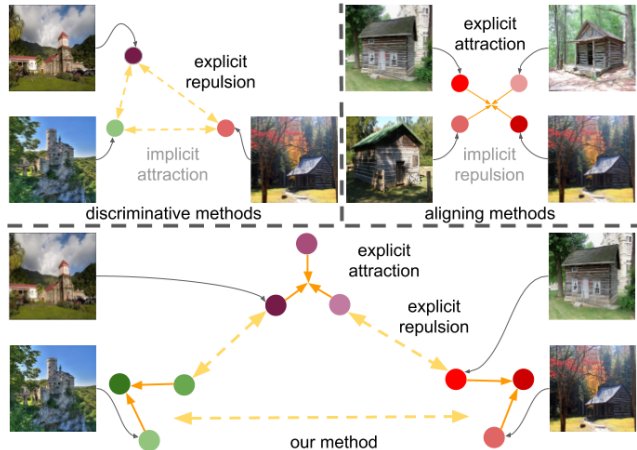 explicit
repulsion
implicit
attraction
discriminative methods
explicit
attraction
implicit
repulsion
aligning methods
explicit
attraction
explicit
repulsion
our method